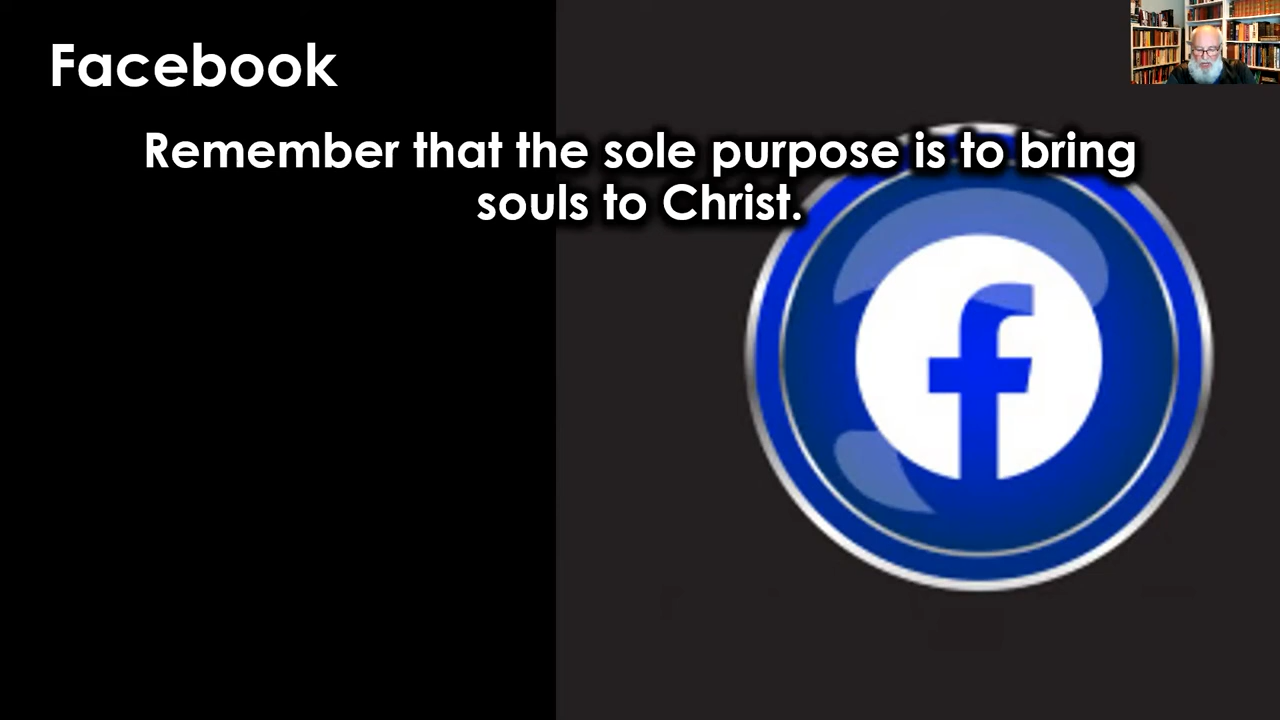 Facebook
Remember that the sole purpose is to bring
souls to Christ.